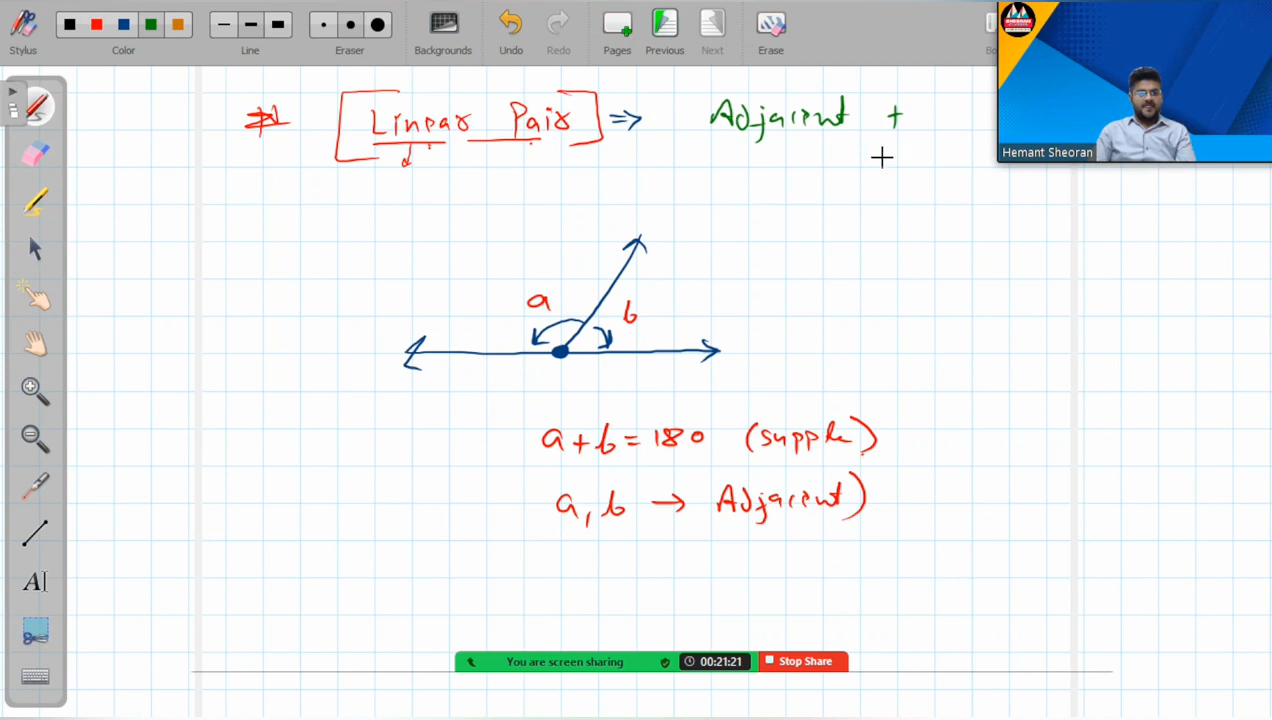 Stylus Color Line Eraser Backgrounds Undo Redo Pages Previous Next Erase
SHEORANS
Hemant Sheoran
Linear Pair ⇒ Adjacent +
a b
a + b = 180 (supple)
a, b → Adjacent)
You are screen sharing 00:21:21 Stop Share